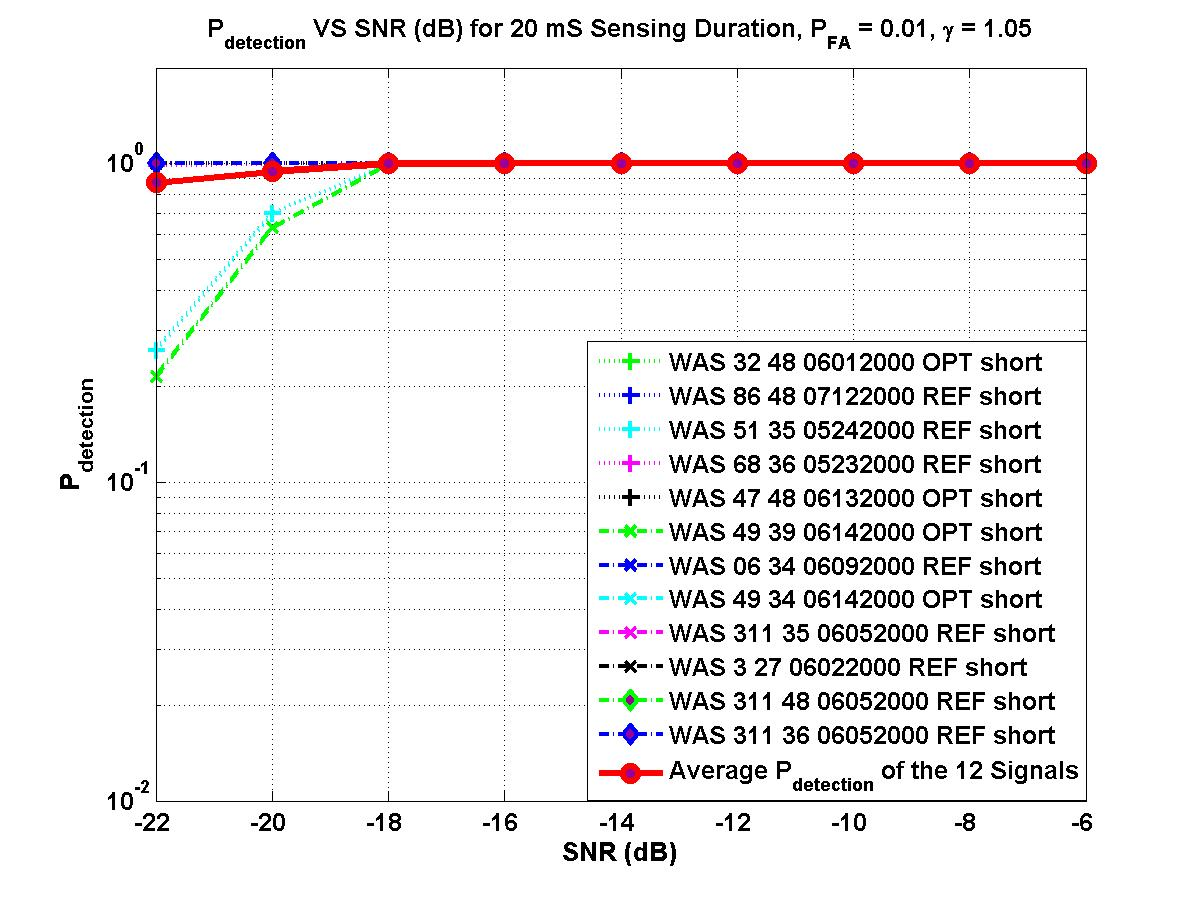 Pdetection VS SNR (dB) for 20 mS Sensing Duration, PFA = 0.01, γ = 1.05
10^0
10^-1
10^-2
Pdetection
-22 -20 -18 -16 -14 -12 -10 -8 -6
SNR (dB)
WAS 32 48 06012000 OPT short
WAS 86 48 07122000 REF short
WAS 51 35 05242000 REF short
WAS 68 36 05232000 REF short
WAS 47 48 06132000 OPT short
WAS 49 39 06142000 OPT short
WAS 06 34 06092000 REF short
WAS 49 34 06142000 OPT short
WAS 311 35 06052000 REF short
WAS 3 27 06022000 REF short
WAS 311 48 06052000 REF short
WAS 311 36 06052000 REF short
Average Pdetection of the 12 Signals